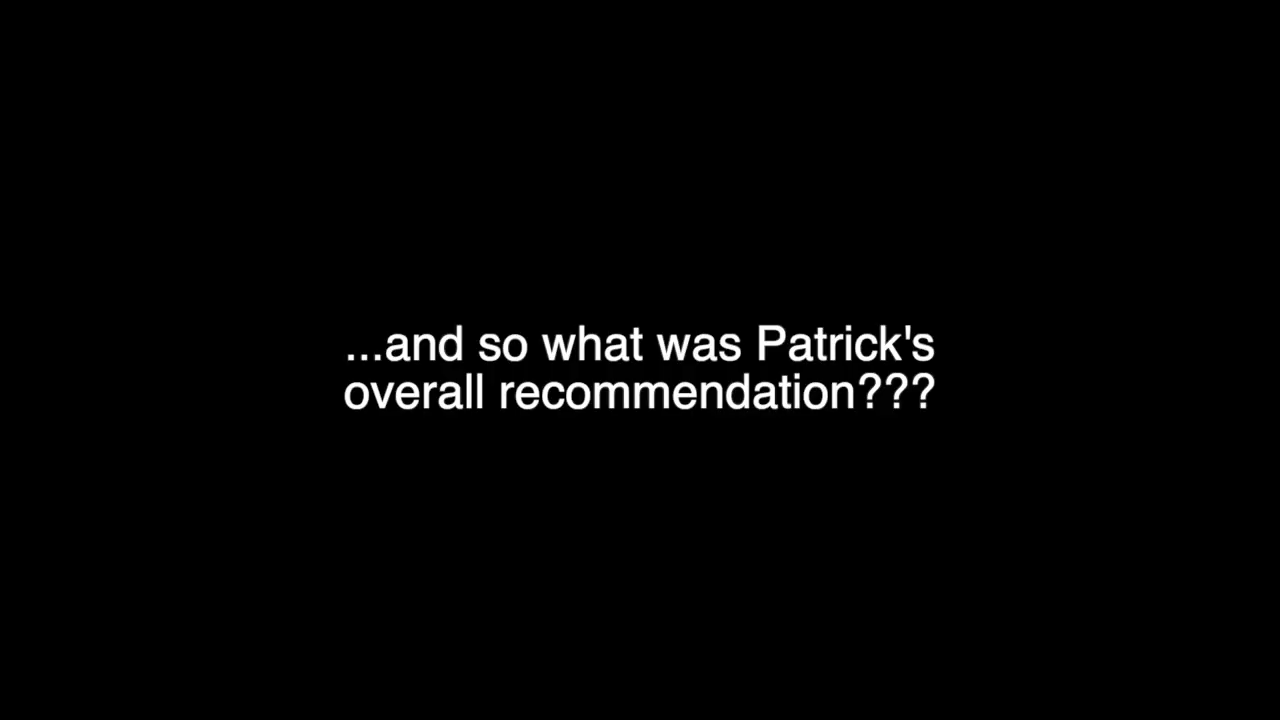 ...and so what was Patrick's
overall recommendation???